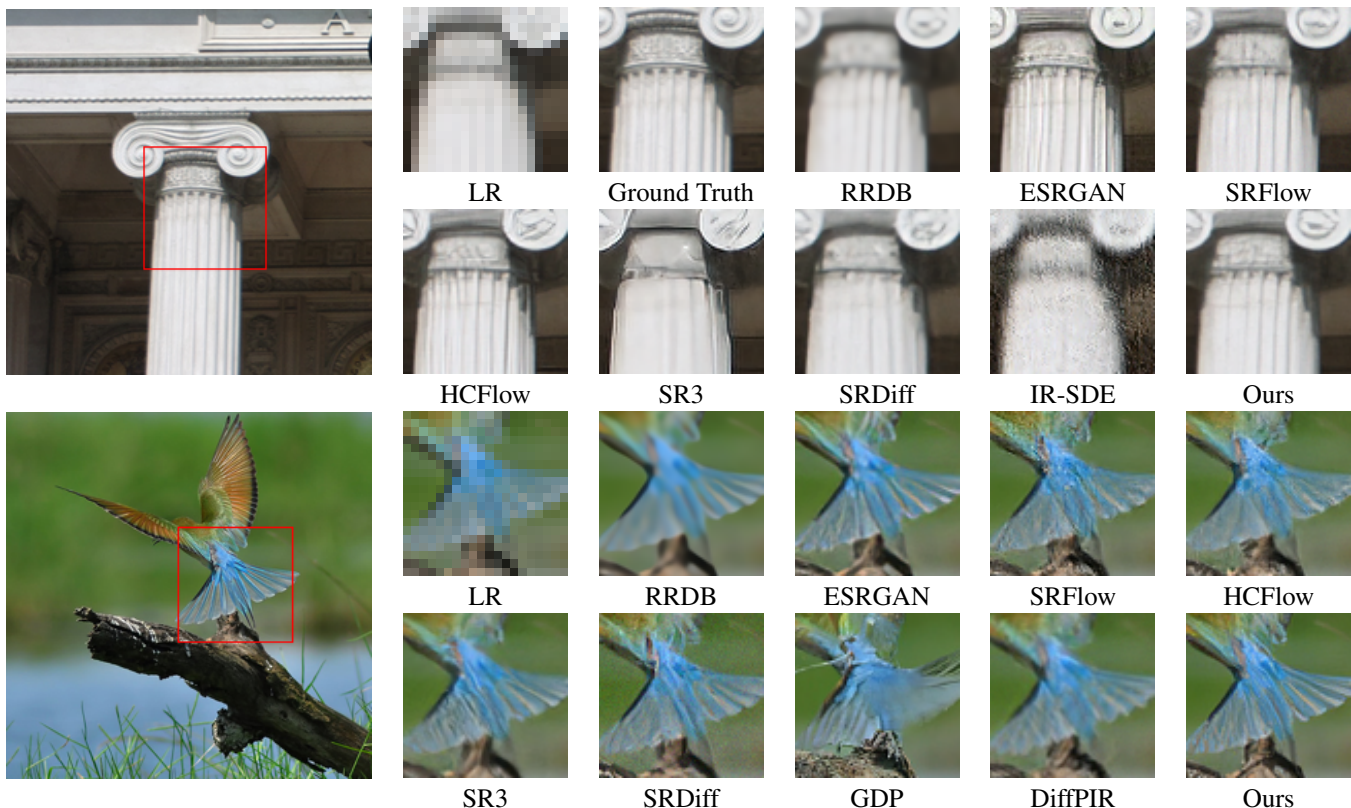 A
LR Ground Truth RRDB ESRGAN SRFlow
HCFlow SR3 SRDiff IR-SDE Ours
LR RRDB ESRGAN SRFlow HCFlow
SR3 SRDiff GDP DiffPIR Ours